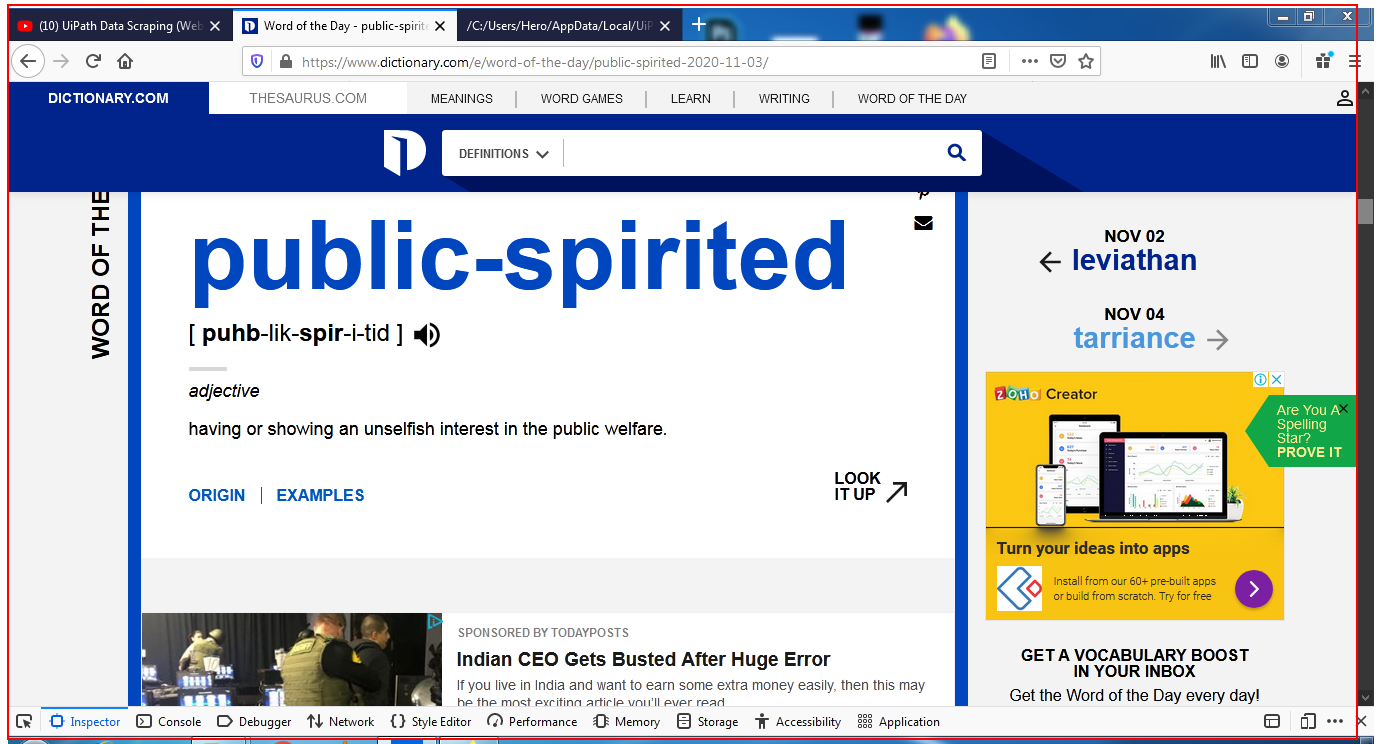 (10) UiPath Data Scraping (Web
Word of the Day - public-spirite
/C:/Users/Hero/AppData/Local/UiP
https://www.dictionary.com/e/word-of-the-day/public-spirited-2020-11-03/
DICTIONARY.COM
THESAURUS.COM
MEANINGS
WORD GAMES
LEARN
WRITING
WORD OF THE DAY
DEFINITIONS
WORD OF THE
public-spirited
[ puhb-lik-spir-i-tid ]
adjective
having or showing an unselfish interest in the public welfare.
ORIGIN | EXAMPLES
LOOK
IT UP
NOV 02
leviathan
NOV 04
tarriance
ZOHO Creator
Turn your ideas into apps
Install from our 60+ pre-built apps
or build from scratch. Try for free
Are You A
Spelling
Star?
PROVE IT
SPONSORED BY TODAYPOSTS
Indian CEO Gets Busted After Huge Error
If you live in India and want to earn some extra money easily, then this may
be the most exciting article you'll ever read
GET A VOCABULARY BOOST
IN YOUR INBOX
Get the Word of the Day every day!
Inspector
Console
Debugger
Network
Style Editor
Performance
Memory
Storage
Accessibility
Application